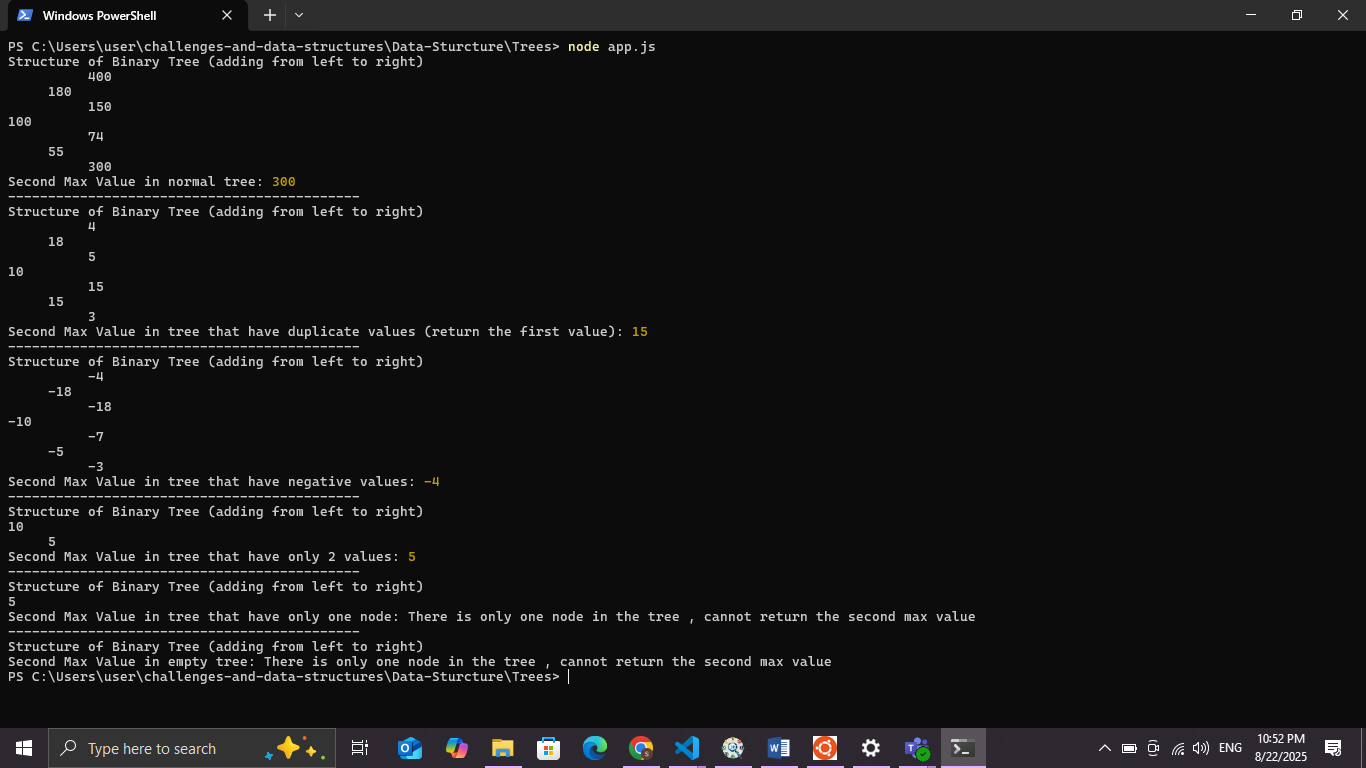 Windows PowerShell
PS C:\Users\user\challenges-and-data-structures\Data-Sturcture\Trees> node app.js
Structure of Binary Tree (adding from left to right)
400
180
150
100
74
55
300
Second Max Value in normal tree: 300
--------------------------------------------
Structure of Binary Tree (adding from left to right)
4
18
5
10
15
15
3
Second Max Value in tree that have duplicate values (return the first value): 15
--------------------------------------------
Structure of Binary Tree (adding from left to right)
-4
-18
-18
-10
-7
-5
-3
Second Max Value in tree that have negative values: -4
--------------------------------------------
Structure of Binary Tree (adding from left to right)
10
5
Second Max Value in tree that have only 2 values: 5
--------------------------------------------
Structure of Binary Tree (adding from left to right)
5
Second Max Value in tree that have only one node: There is only one node in the tree , cannot return the second max value
--------------------------------------------
Structure of Binary Tree (adding from left to right)
Second Max Value in empty tree: There is only one node in the tree , cannot return the second max value
PS C:\Users\user\challenges-and-data-structures\Data-Sturcture\Trees>
Type here to search
ENG
10:52 PM
8/22/2025